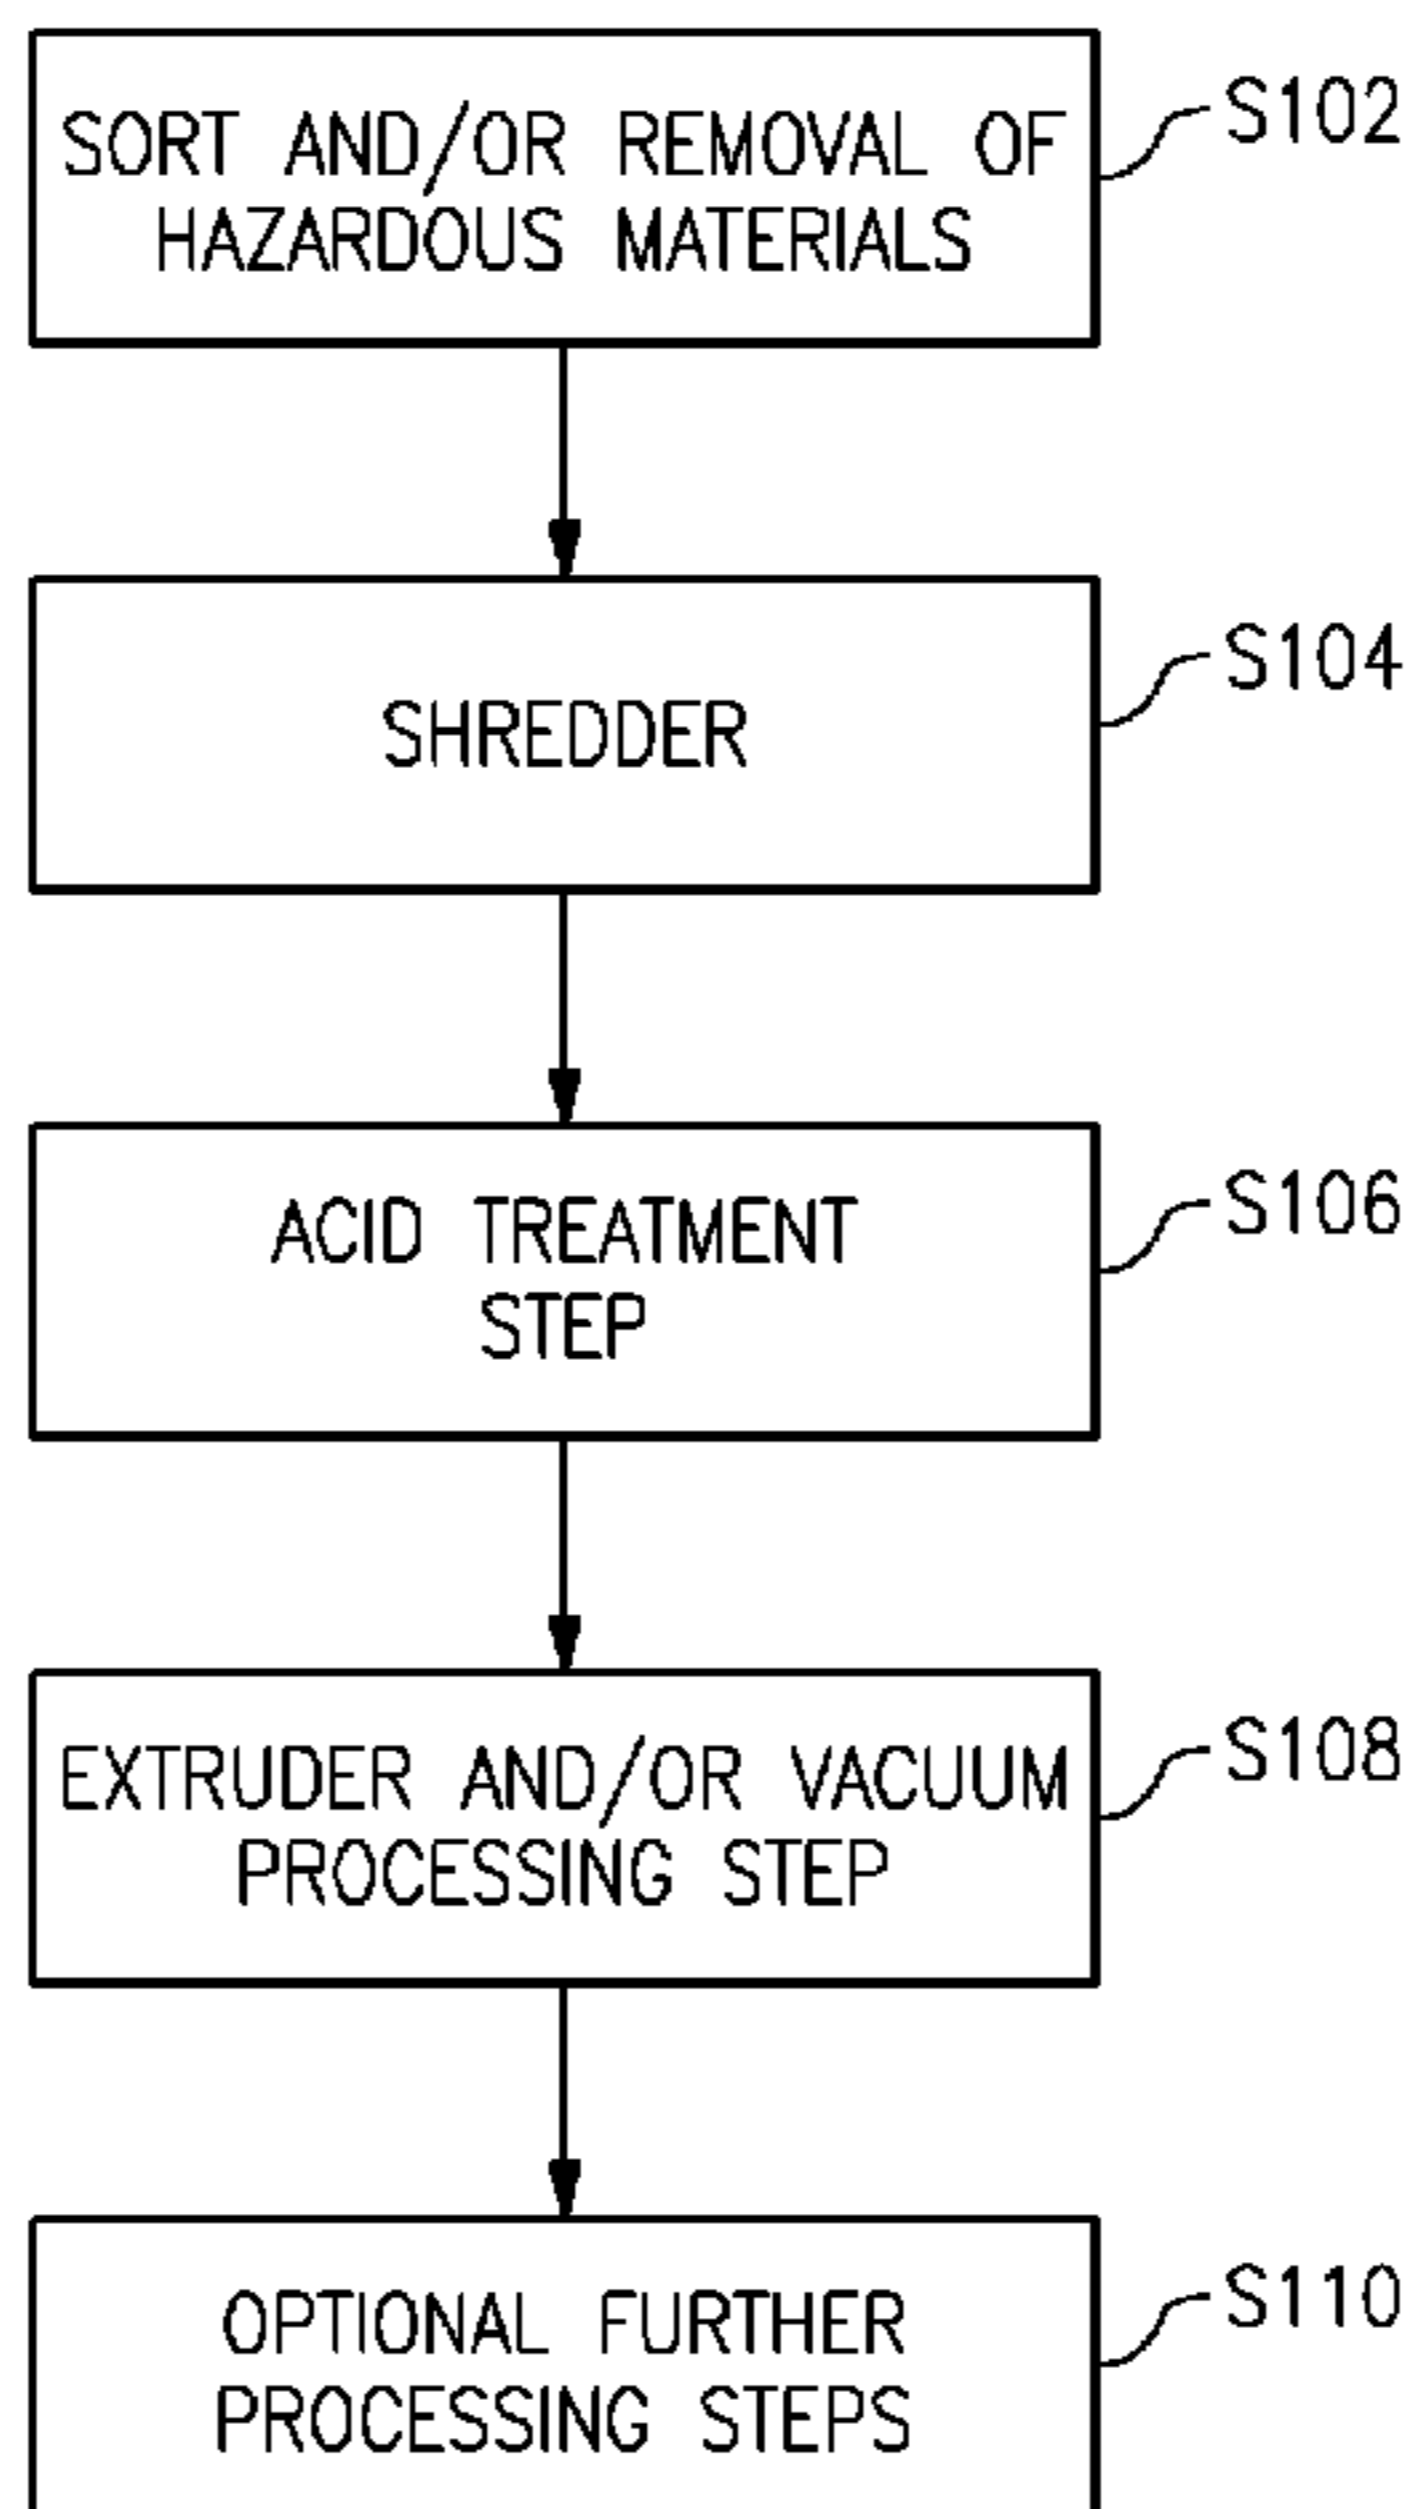 SORT AND/OR REMOVAL OF
HAZARDOUS MATERIALS
S102
SHREDDER
S104
ACID TREATMENT
STEP
S106
EXTRUDER AND/OR VACUUM
PROCESSING STEP
S108
OPTIONAL FURTHER
PROCESSING STEPS
S110